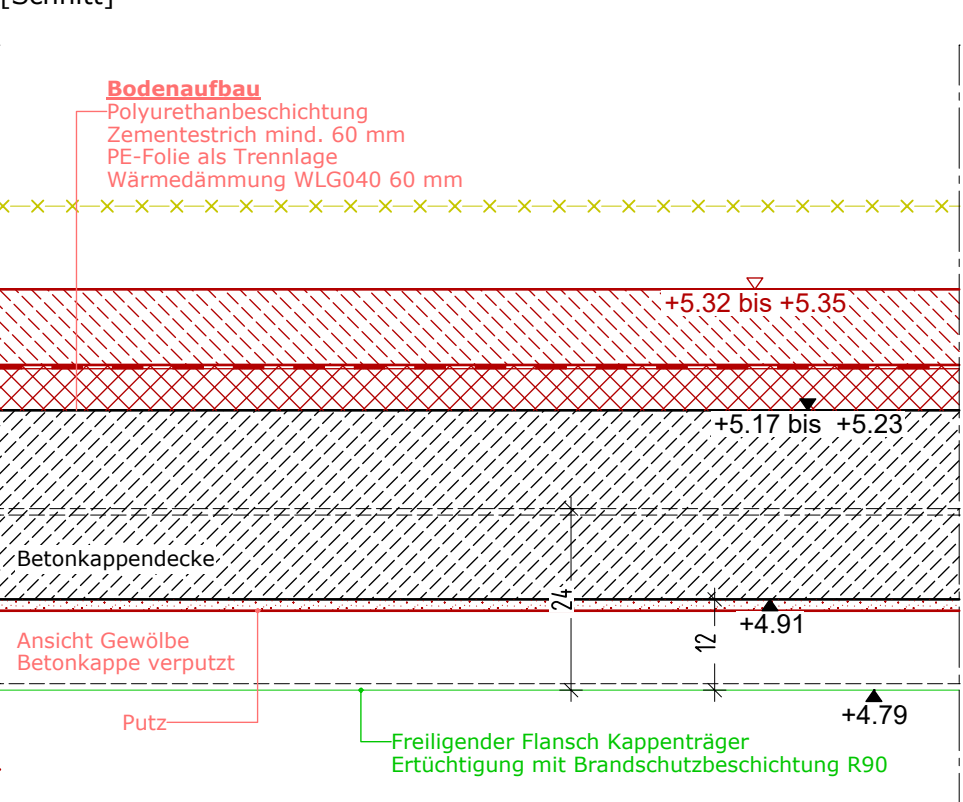 [Schnitt]
Bodenaufbau
Polyurethanbeschichtung
Zementestrich mind. 60 mm
PE-Folie als Trennlage
Wärmedämmung WLG040 60 mm
+5.32 bis +5.35
+5.17 bis +5.23
Betonkappendecke
24
+4.91
12
Ansicht Gewölbe
Betonkappe verputzt
+4.79
Putz
Freiligender Flansch Kappenträger
Ertüchtigung mit Brandschutzbeschichtung R90